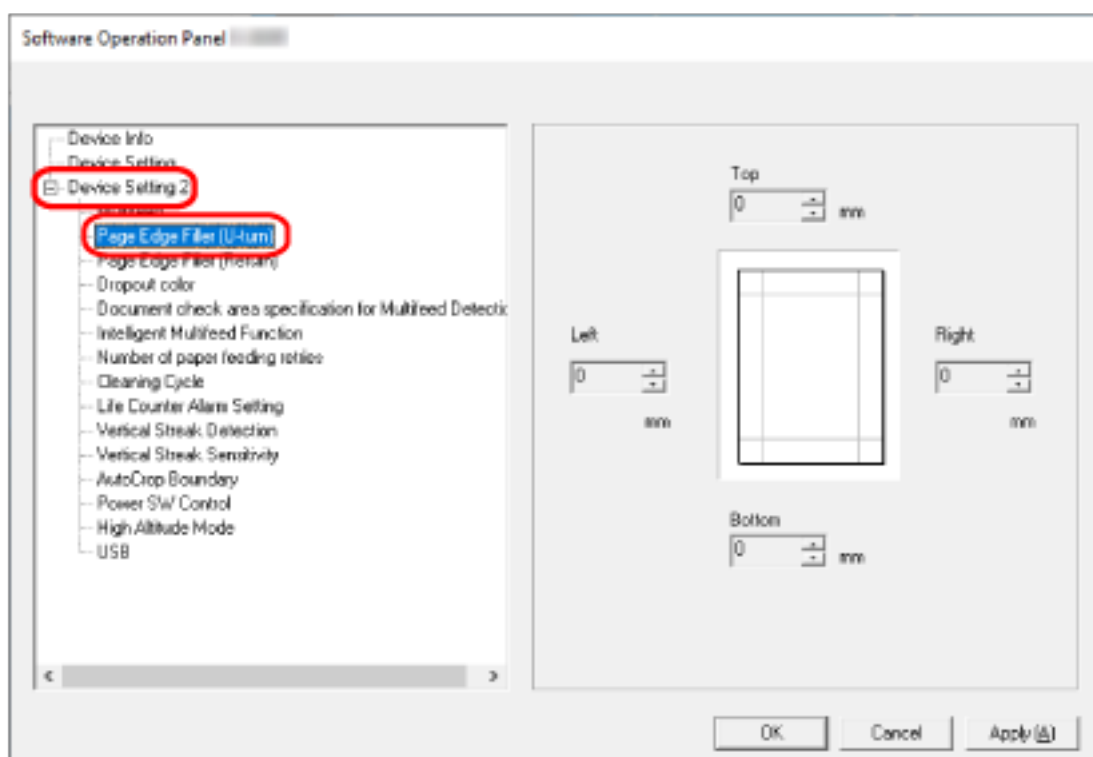 Software Operation Panel
Device Info
Device Setting
Device Setting 2
Page Edge Filler (U-turn)
Page Edge Filler (Return)
Dropout color
Document check area specification for Multifeed Detectic
Intelligent Multifeed Function
Number of paper feeding retries
Cleaning Cycle
Life Counter Alarm Setting
Vertical Streak Detection
Vertical Streak Sensitivity
AutoCrop Boundary
Power SW Control
High Altitude Mode
USB
Top
0 mm
Left
0
mm
Right
0
mm
Bottom
0 mm
OK Cancel Apply (A)